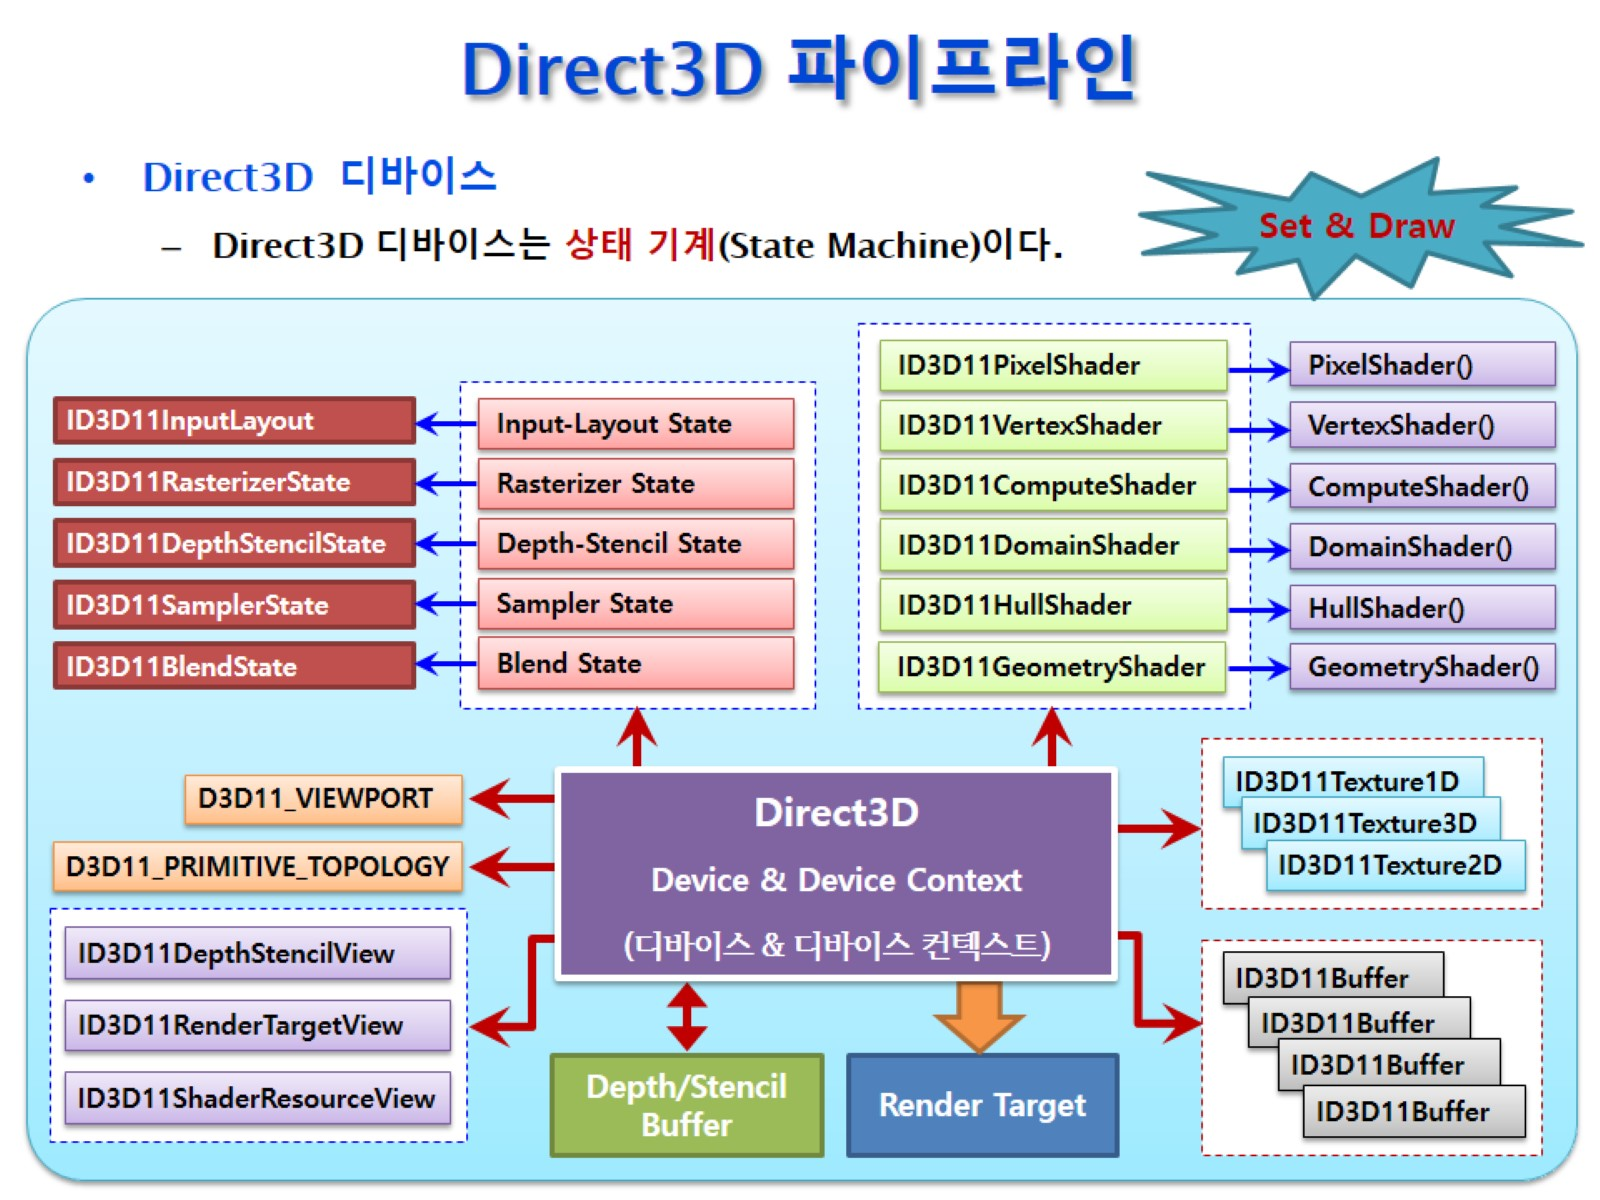 Direct3D 파이프라인
• Direct3D 디바이스
– Direct3D 디바이스는 상태 기계(State Machine)이다.
Set & Draw
ID3D11InputLayout
ID3D11RasterizerState
ID3D11DepthStencilState
ID3D11SamplerState
ID3D11BlendState
Input-Layout State
Rasterizer State
Depth-Stencil State
Sampler State
Blend State
ID3D11PixelShader
ID3D11VertexShader
ID3D11ComputeShader
ID3D11DomainShader
ID3D11HullShader
ID3D11GeometryShader
PixelShader()
VertexShader()
ComputeShader()
DomainShader()
HullShader()
GeometryShader()
D3D11_VIEWPORT
D3D11_PRIMITIVE_TOPOLOGY
ID3D11DepthStencilView
ID3D11RenderTargetView
ID3D11ShaderResourceView
Direct3D
Device & Device Context
(디바이스 & 디바이스 컨텍스트)
Depth/Stencil
Buffer
Render Target
ID3D11Texture1D
ID3D11Texture3D
ID3D11Texture2D
ID3D11Buffer
ID3D11Buffer
ID3D11Buffer
ID3D11Buffer